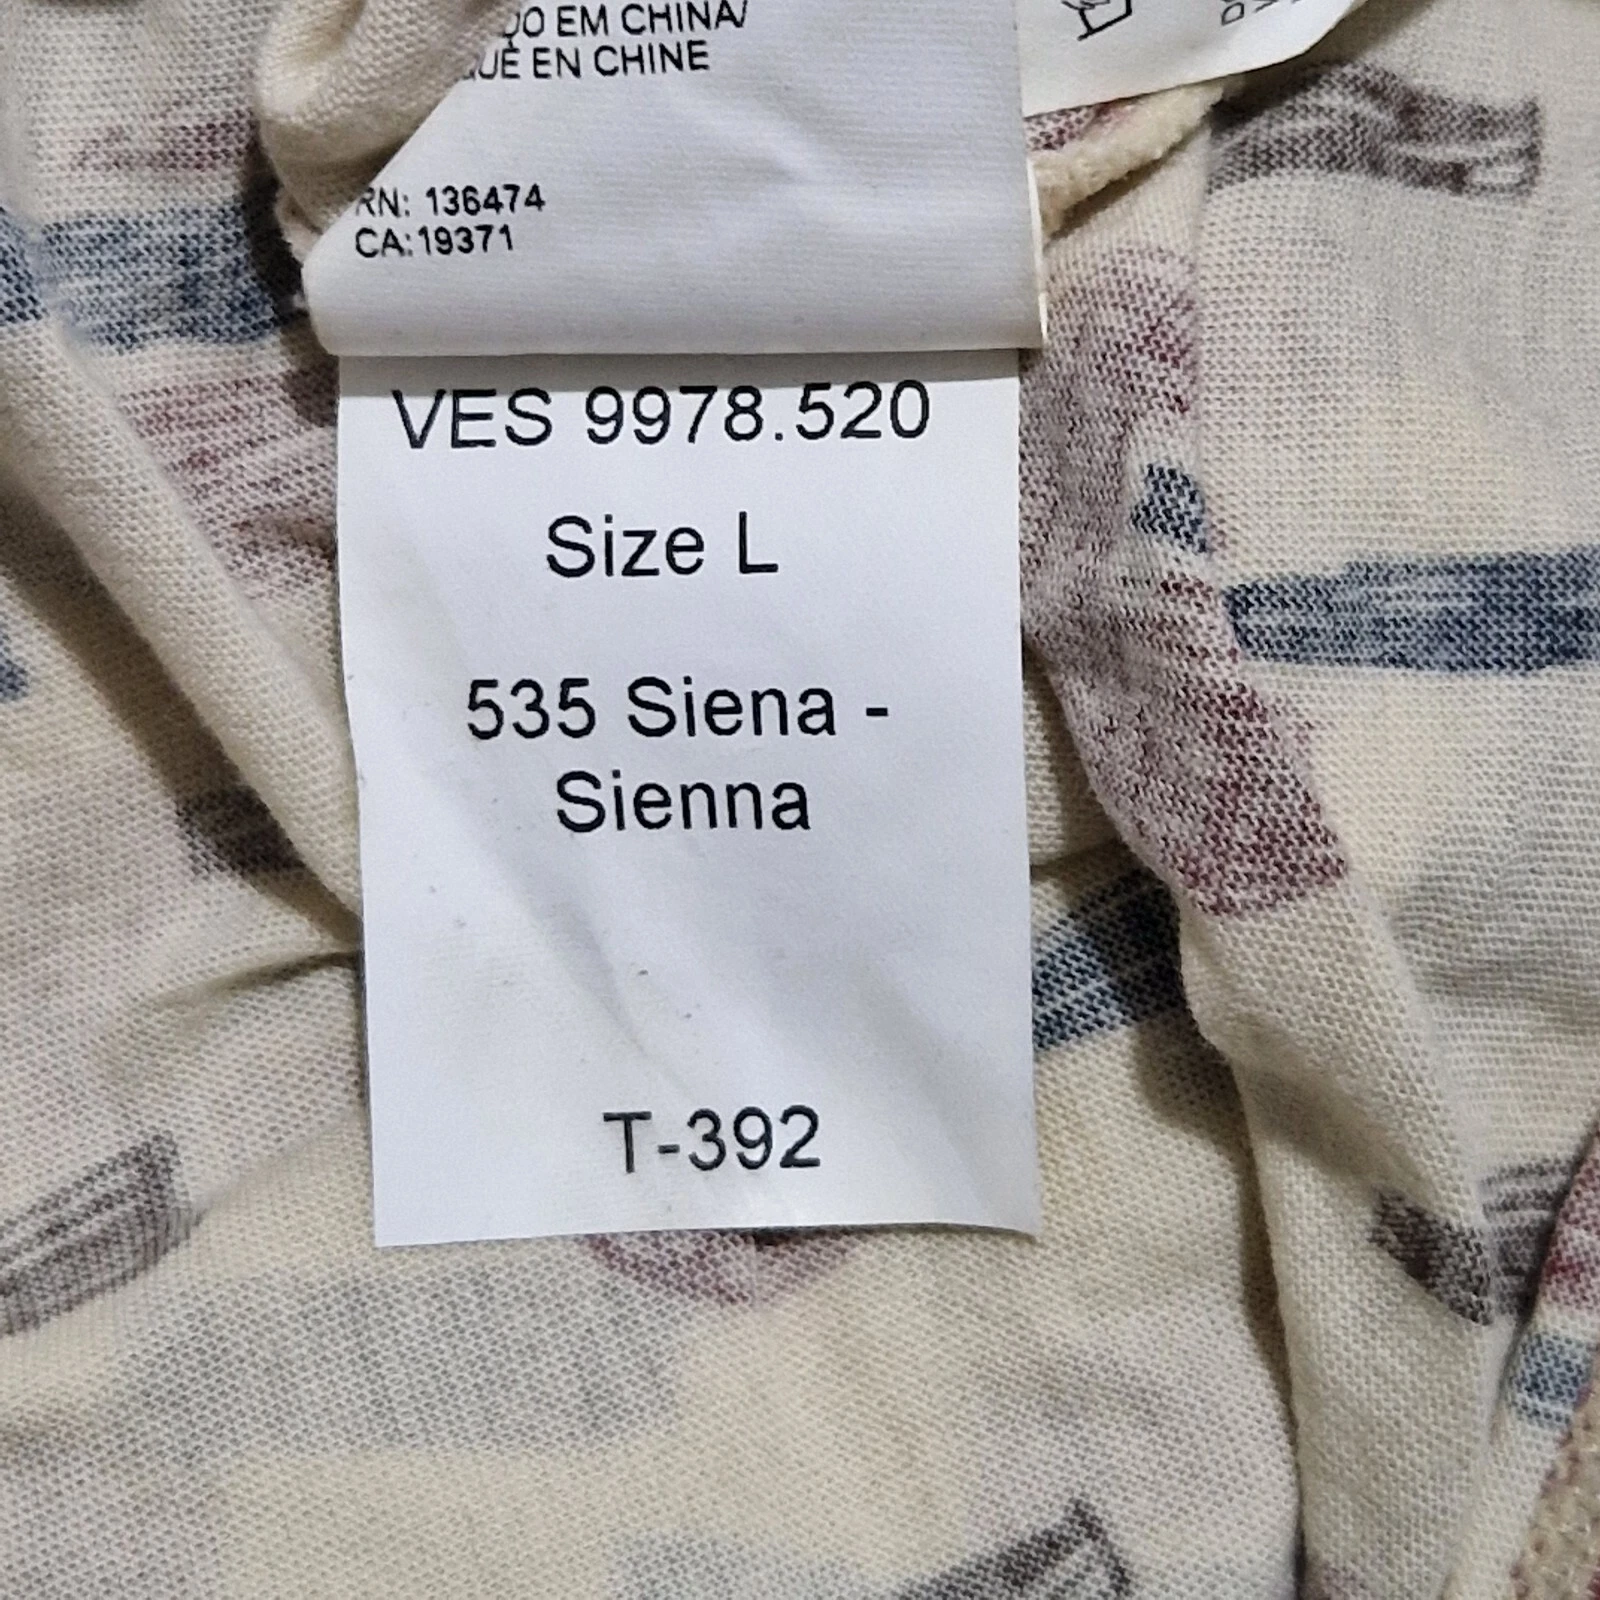 EM CHINA/
EN CHINE
RN: 136474
CA:19371
VES 9978.520
Size L
535 Siena -
Sienna
T-392